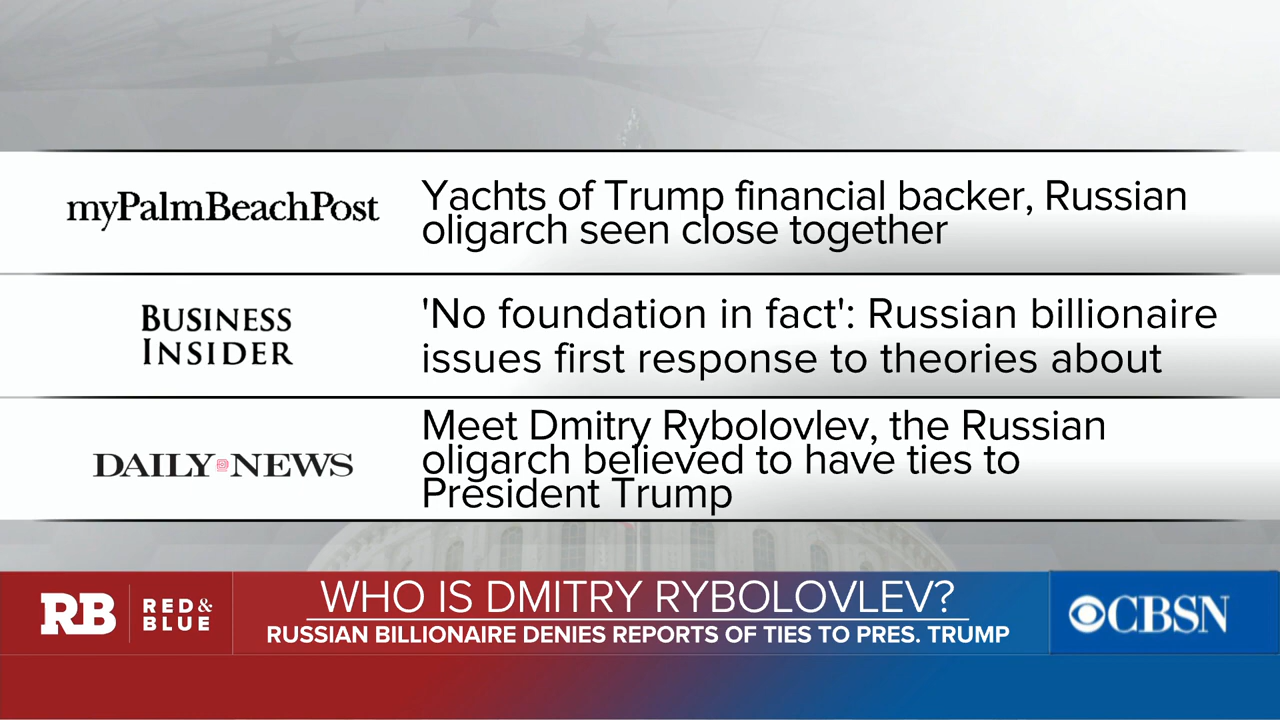 myPalmBeachPost
Yachts of Trump financial backer, Russian
oligarch seen close together
BUSINESS
INSIDER
'No foundation in fact': Russian billionaire
issues first response to theories about
DAILY NEWS
Meet Dmitry Rybolovlev, the Russian
oligarch believed to have ties to
President Trump
RB
RED&
BLUE
WHO IS DMITRY RYBOLOVLEV?
RUSSIAN BILLIONAIRE DENIES REPORTS OF TIES TO PRES. TRUMP
CBSN